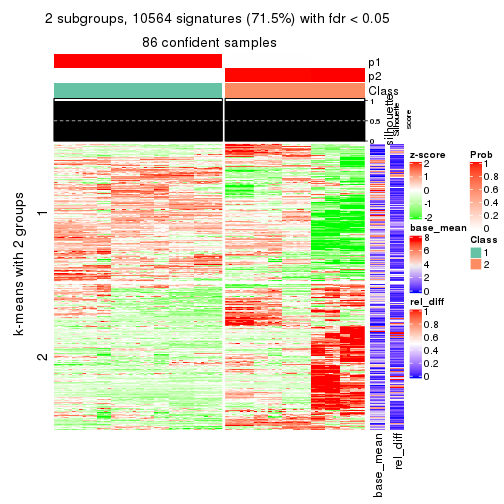 2 subgroups, 10564 signatures (71.5%) with fdr < 0.05
86 confident samples
p1
p2
Class
silhouette
1
0.5
0
Silhouette
score
k-means with 2 groups
1
2
base_mean
rel_diff
z-score
2
1
0
-1
-2
base_mean
8
6
4
2
0
rel_diff
1
0.8
0.6
0.4
0.2
0
Prob
1
0.8
0.6
0.4
0.2
0
Class
1
2